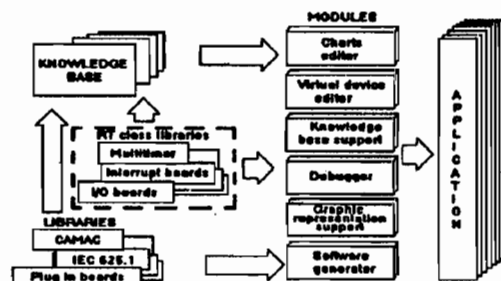 MODULES
Charts
editor
Virtual device
editor
Knowledge
base support
Debugger
Graphic
representation
support
Software
generator
KNOWLEDGE
BASE
RT class libraries
Multitimer
Interrupt boards
I/O boards
LIBRARIES
CAMAC
IEC 625.1
Plug in boards
APPLICATION